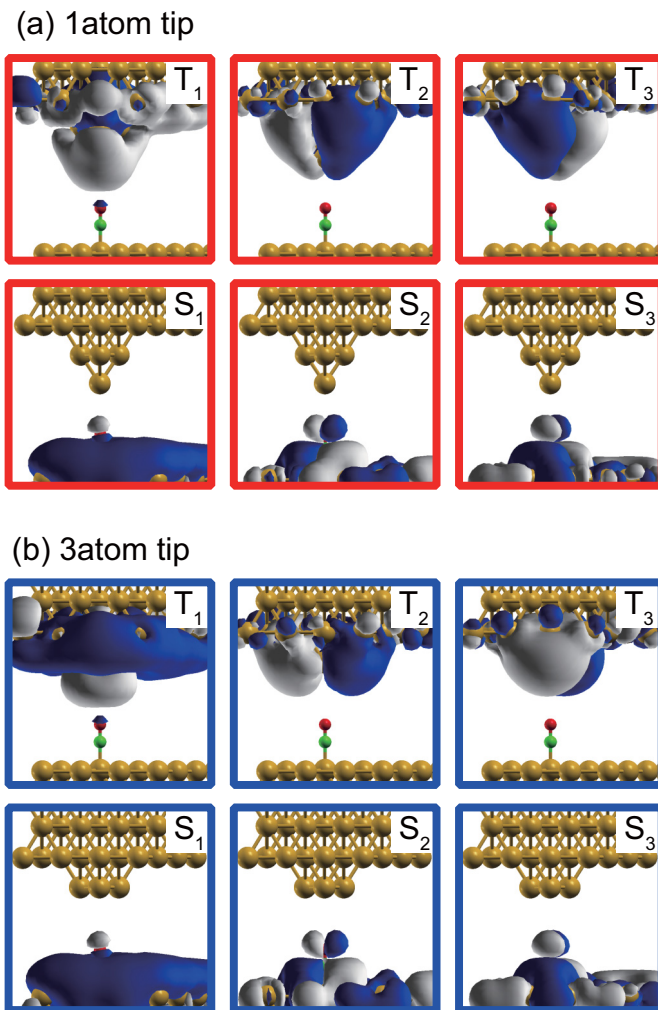 (a) 1atom tip
T₁ T₂ T₃
S₁ S₂ S₃
(b) 3atom tip
T₁ T₂ T₃
S₁ S₂ S₃